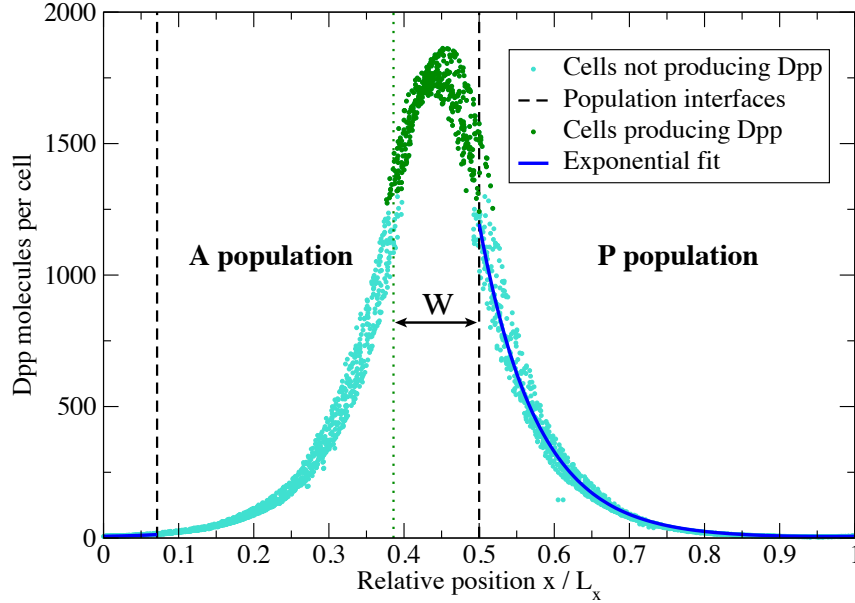 2000
1500
1000
500
0
Dpp molecules per cell
Cells not producing Dpp
Population interfaces
Cells producing Dpp
Exponential fit
A population
P population
W
0 0.1 0.2 0.3 0.4 0.5 0.6 0.7 0.8 0.9 1
Relative position x / L_x